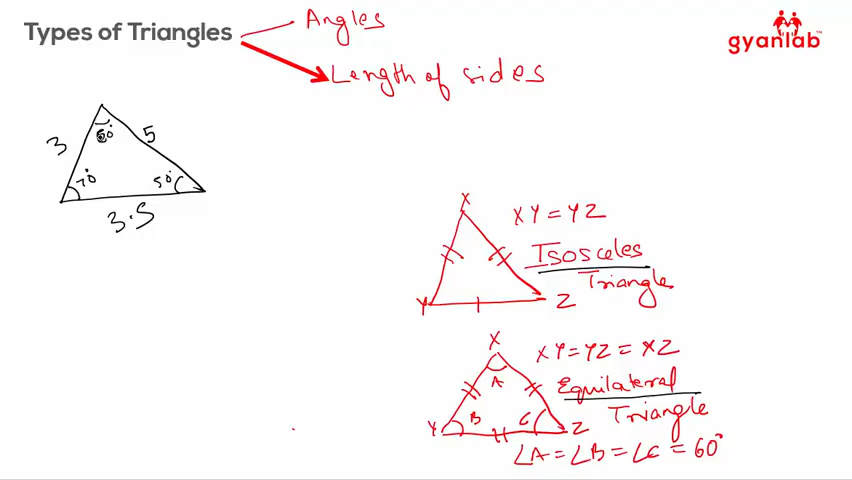 Types of Triangles
Angles
Length of sides
gyanlab
3
5
60°
70°
50°
3.5
X
Y
Z
XY = YZ
Isosceles
Triangle
X
Y
Z
A
B
C
XY = YZ = XZ
Equilateral
Triangle
∠A = ∠B = ∠C = 60°